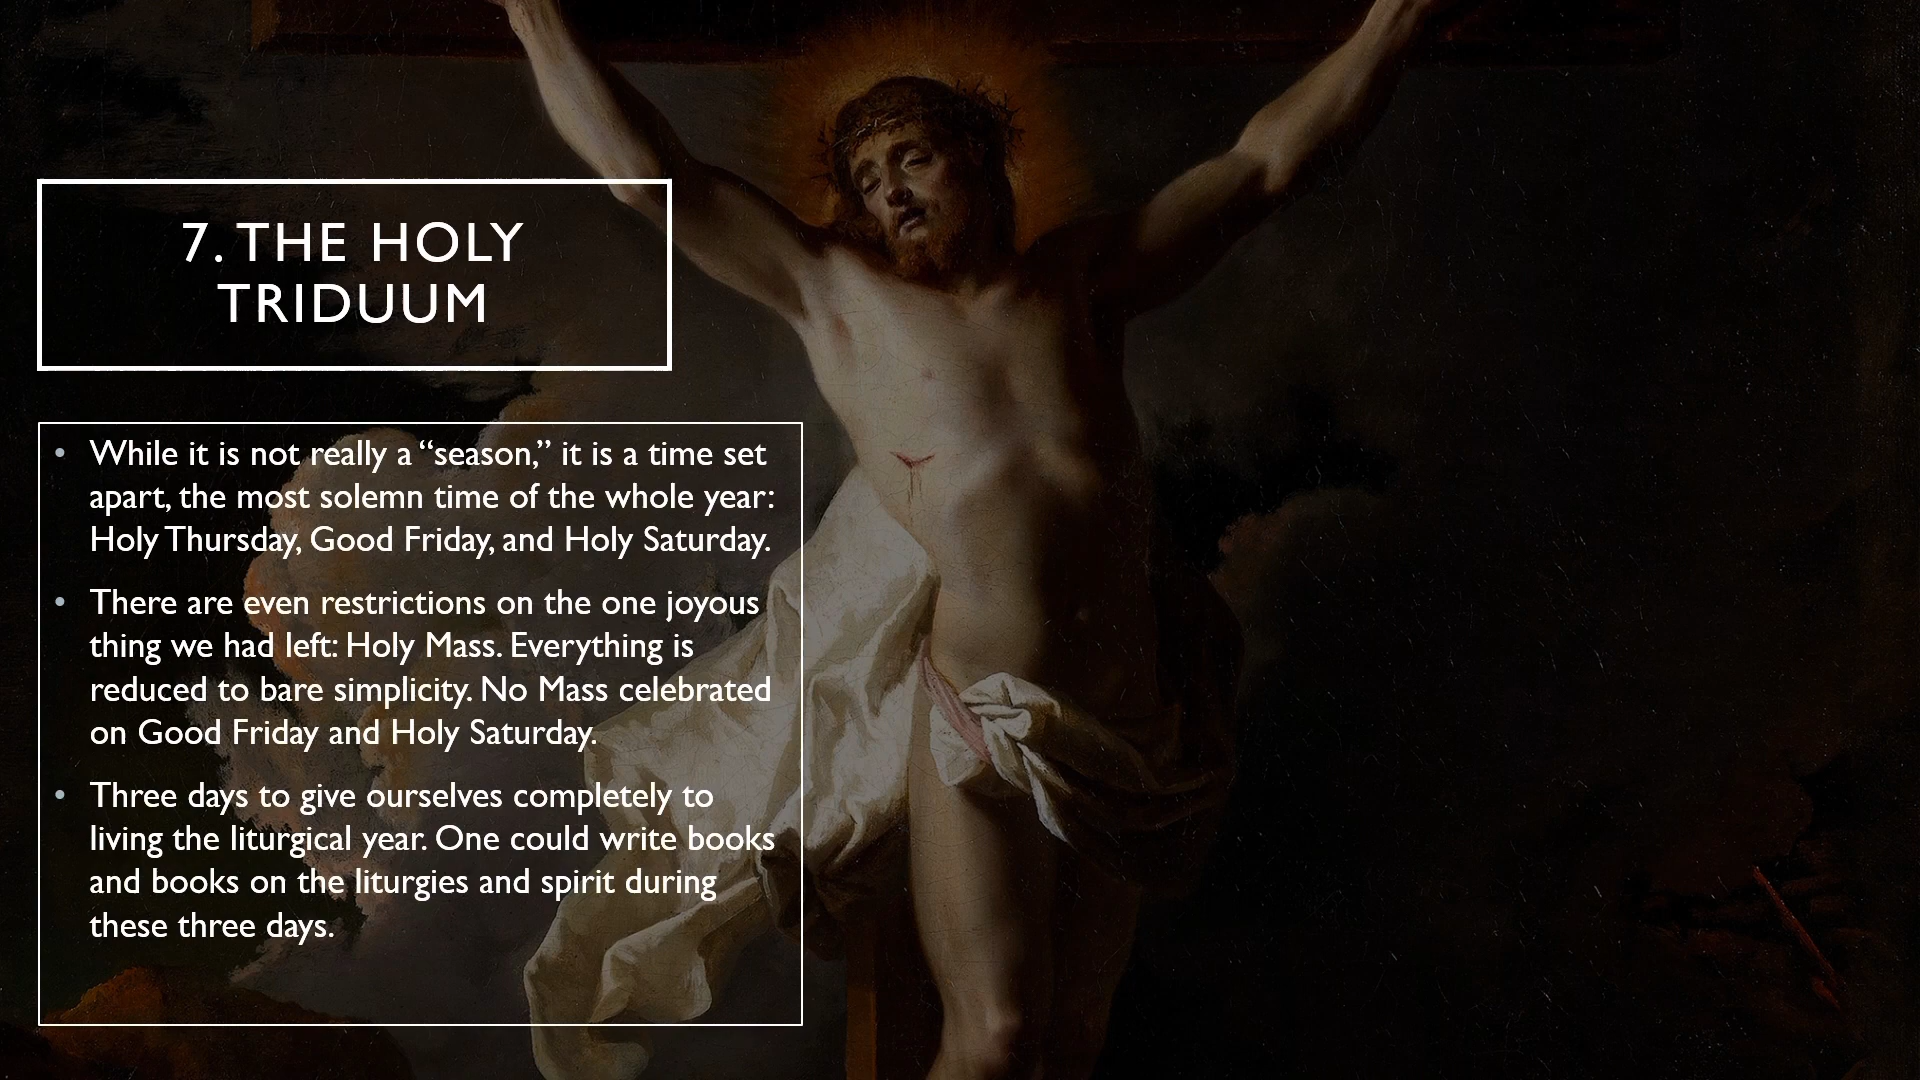 7. THE HOLY
TRIDUUM
• While it is not really a “season,” it is a time set
apart, the most solemn time of the whole year:
Holy Thursday, Good Friday, and Holy Saturday.
• There are even restrictions on the one joyous
thing we had left: Holy Mass. Everything is
reduced to bare simplicity. No Mass celebrated
on Good Friday and Holy Saturday.
• Three days to give ourselves completely to
living the liturgical year. One could write books
and books on the liturgies and spirit during
these three days.